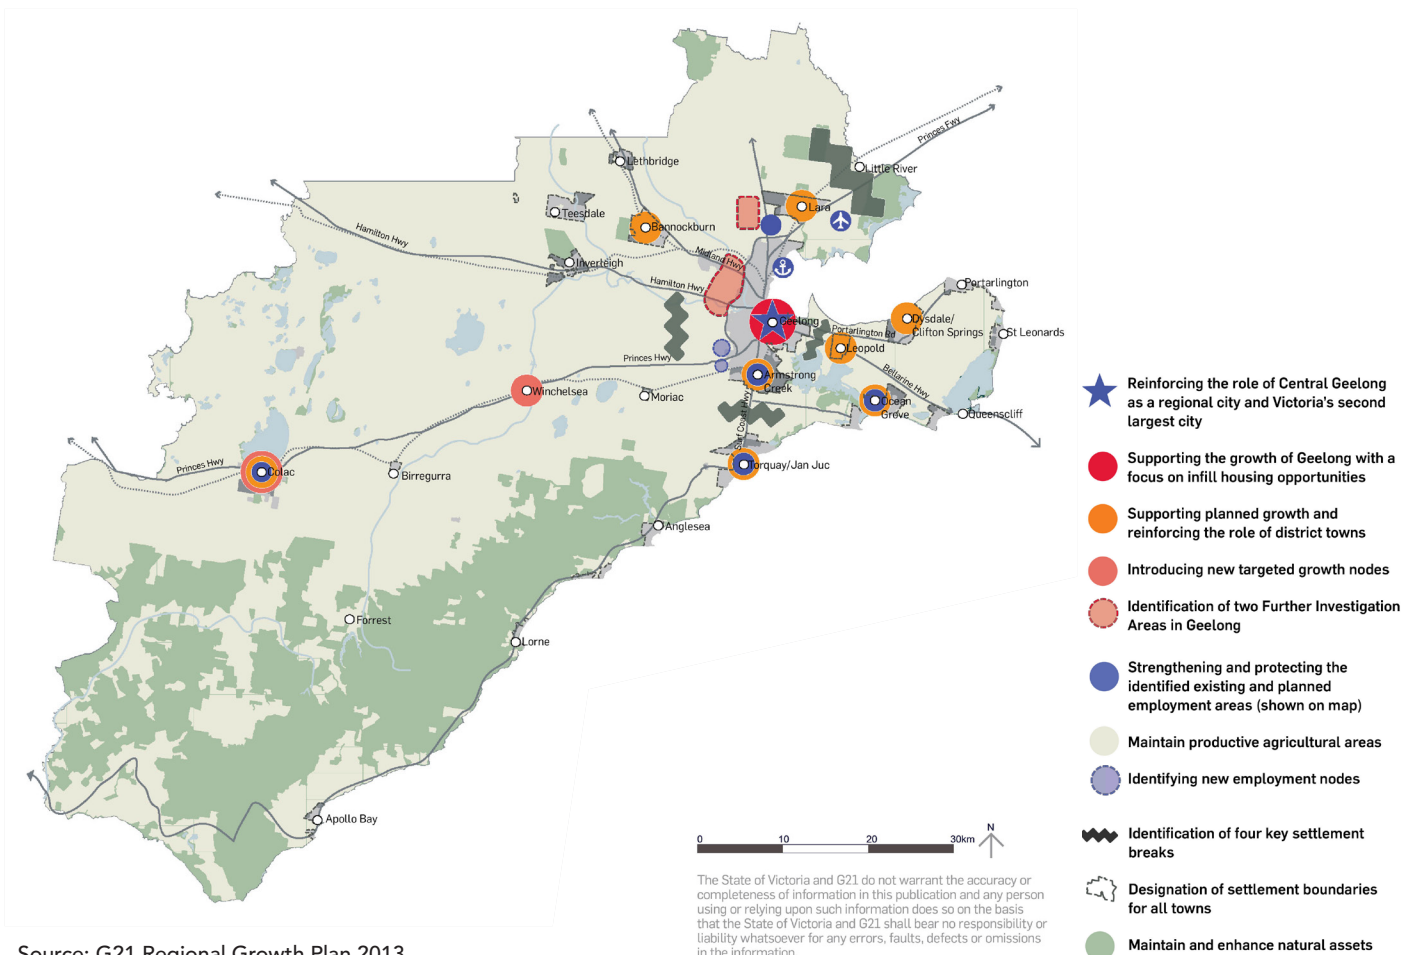 Princes Fwy
Lethbridge
Little River
Teesdale
Lara
Bannockburn
Hamilton Hwy
Midland Hwy
Inverleigh
Hamilton Hwy
Portarlington
Geelong
Dysdale/
Clifton Springs
Portarlington Rd
St Leonards
Leopold
Princes Hwy
Bellarine Hwy
Armstrong
Creek
Winchelsea
Moriac
Ocean
Grove
Queenscliff
Surf Coast Hwy
Princes Hwy
Colac
Birregurra
Torquay/Jan Juc
Anglesea
Forrest
Lorne
Apollo Bay
Reinforcing the role of Central Geelong
as a regional city and Victoria's second
largest city
Supporting the growth of Geelong with a
focus on infill housing opportunities
Supporting planned growth and
reinforcing the role of district towns
Introducing new targeted growth nodes
Identification of two Further Investigation
Areas in Geelong
Strengthening and protecting the
identified existing and planned
employment areas (shown on map)
Maintain productive agricultural areas
Identifying new employment nodes
Identification of four key settlement
breaks
Designation of settlement boundaries
for all towns
Maintain and enhance natural assets
0 10 20 30km N
The State of Victoria and G21 do not warrant the accuracy or
completeness of information in this publication and any person
using or relying upon such information does so on the basis
that the State of Victoria and G21 shall bear no responsibility or
liability whatsoever for any errors, faults, defects or omissions
in the information.
Source: G21 Regional Growth Plan 2013